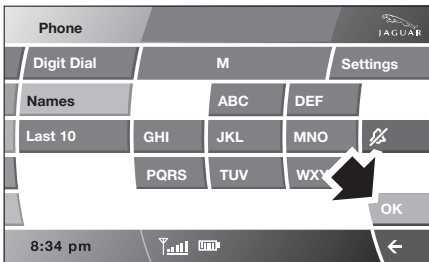 Phone
JAGUAR
Digit Dial M Settings
Names ABC DEF
Last 10 GHI JKL MNO
PQRS TUV WXY
OK
8:34 pm